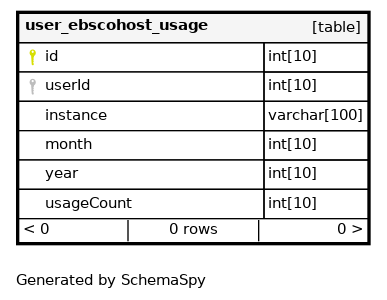 user_ebscohost_usage [table]
id int[10]
userId int[10]
instance varchar[100]
month int[10]
year int[10]
usageCount int[10]
< 0 0 rows 0 >
Generated by SchemaSpy